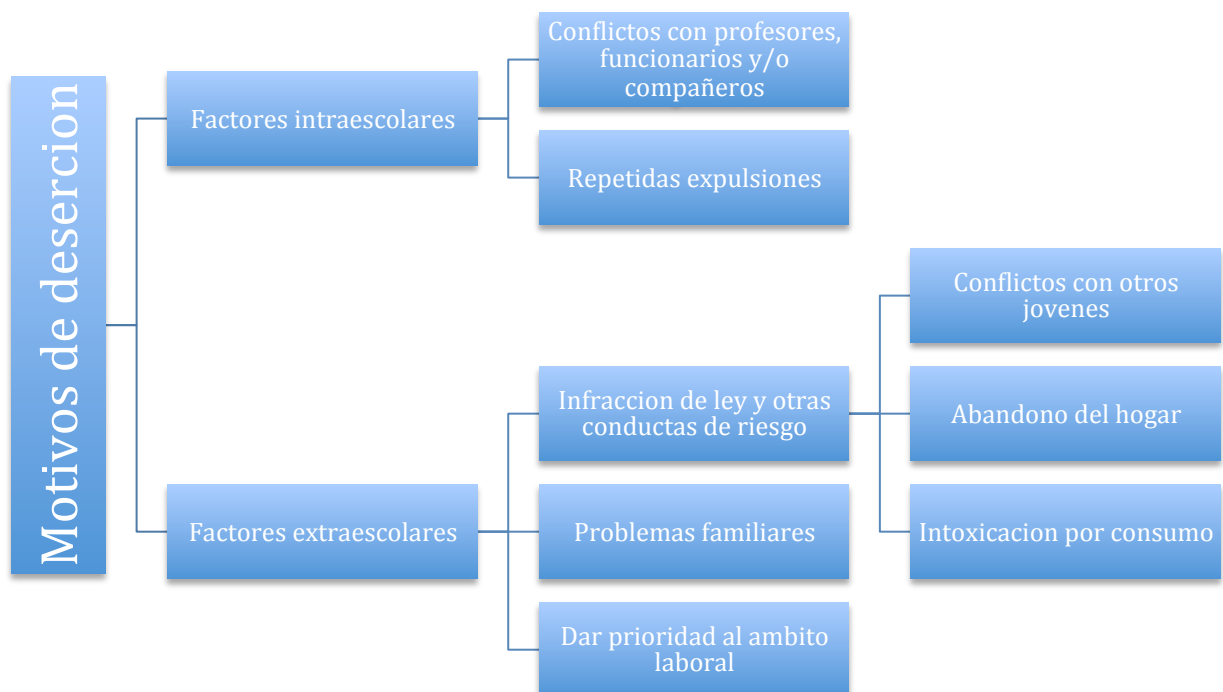 Motivos de desercion
Factores intraescolares
Conflictos con profesores,
funcionarios y/o
compañeros
Repetidas expulsiones
Factores extraescolares
Infraccion de ley y otras
conductas de riesgo
Conflictos con otros
jovenes
Abandono del hogar
Intoxicacion por consumo
Problemas familiares
Dar prioridad al ambito
laboral